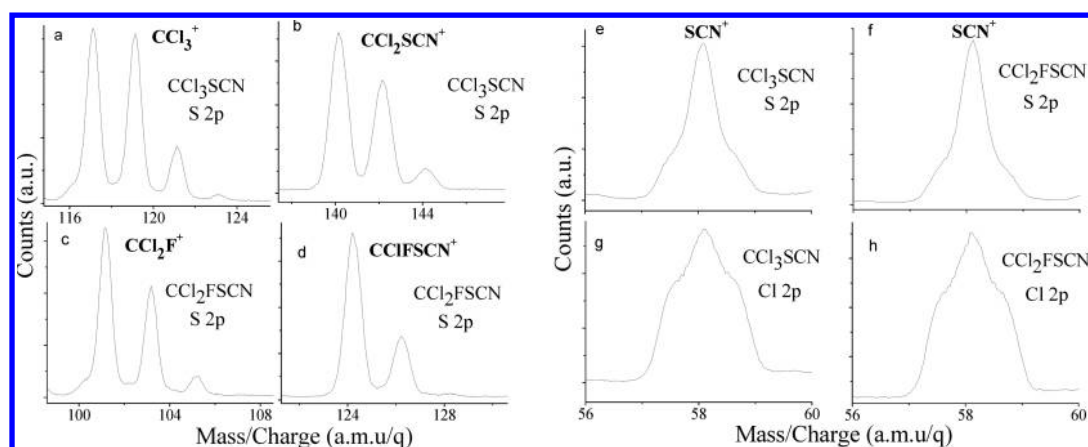 a
CCl3+
CCl3SCN
S 2p
116
120
124
b
CCl2SCN+
CCl3SCN
S 2p
140
144
c
CCl2F+
CCl2FSCN
S 2p
100
104
108
d
CClFSCN+
CCl2FSCN
S 2p
124
128
Counts (a.u.)
Mass/Charge (a.m.u/q)
e
SCN+
CCl3SCN
S 2p
f
SCN+
CCl2FSCN
S 2p
g
CCl3SCN
Cl 2p
56
58
60
h
CCl2FSCN
Cl 2p
56
58
60
Counts (a.u.)
Mass/Charge (a.m.u/q)